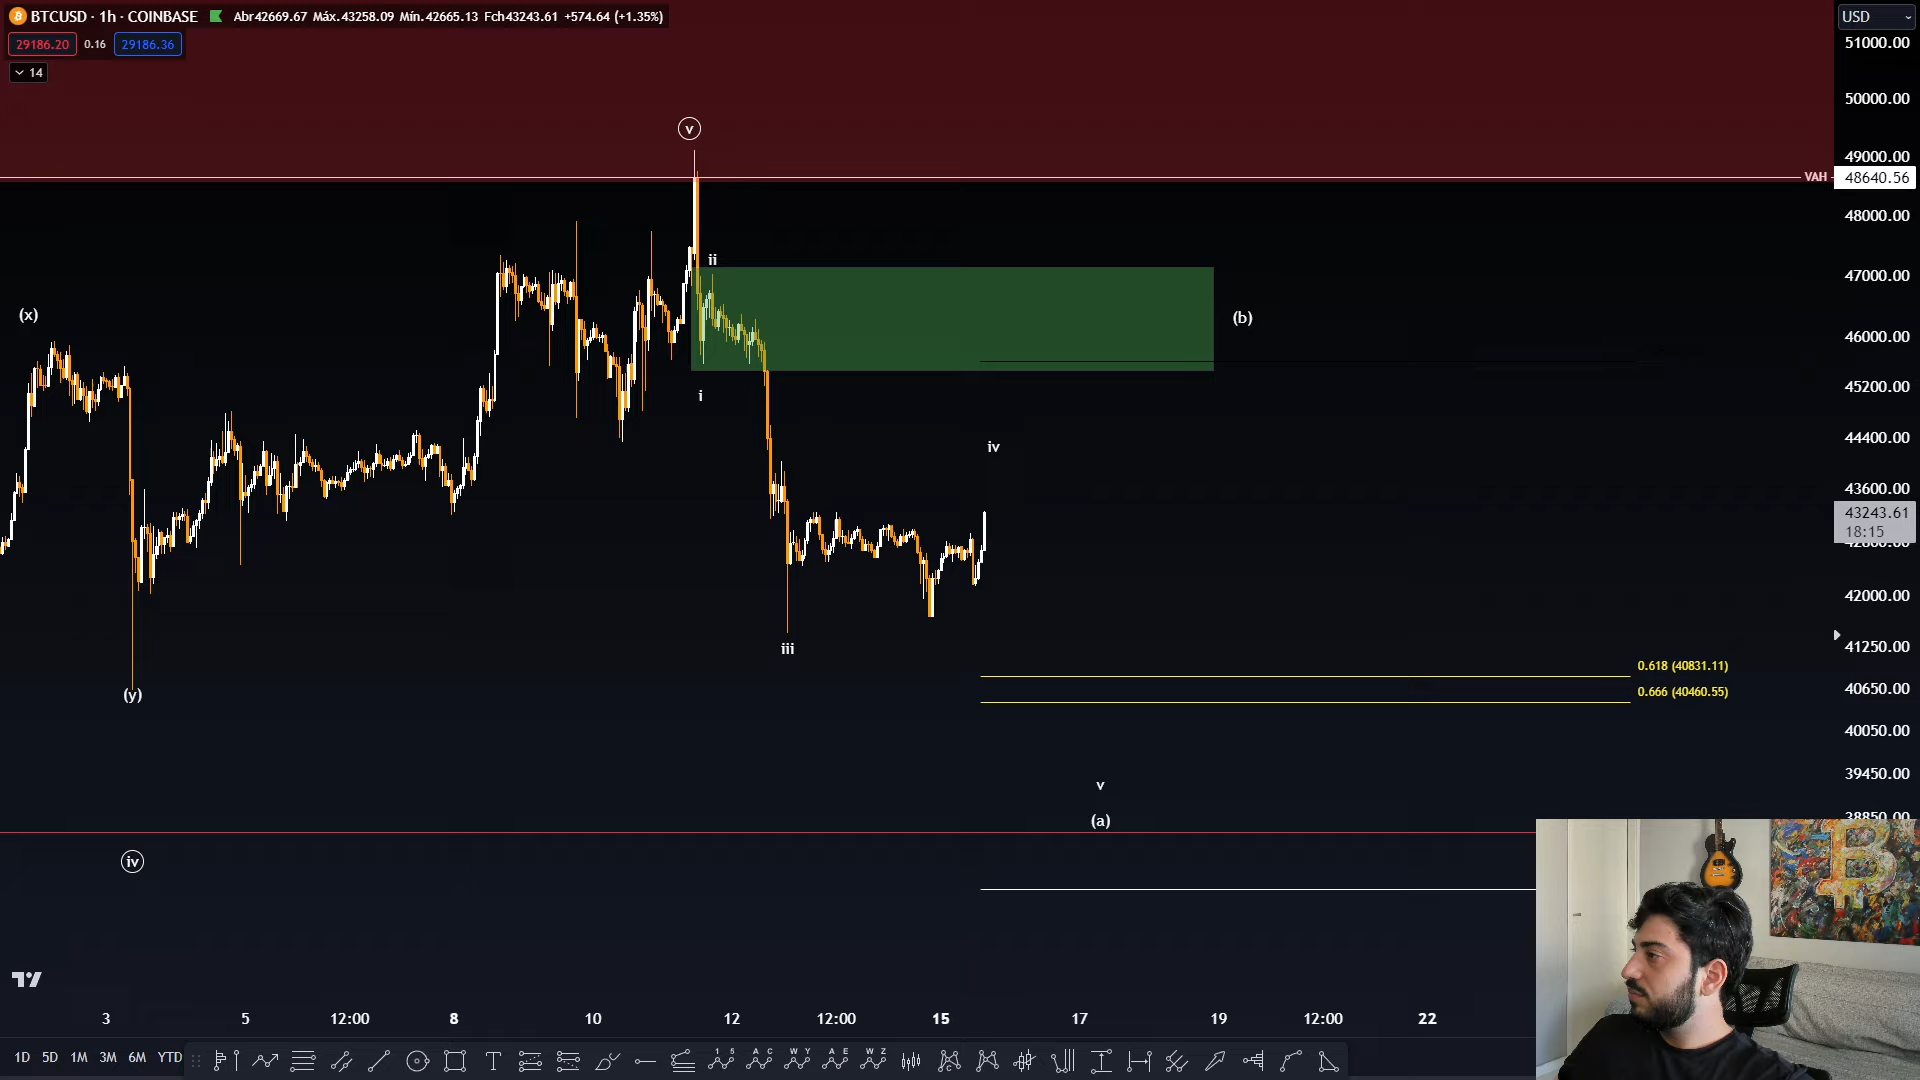 BTCUSD · 1h · COINBASE Abr42669.67 Máx.43258.09 Mín.42665.13 Fch43243.61 +574.64 (+1.35%)
USD
29186.20 0.16 29186.36
14
51000.00
50000.00
49000.00
VAH 48640.56
48000.00
47000.00
46000.00
45200.00
44400.00
43600.00
43243.61
18:15
42000.00
41250.00
40650.00
40050.00
39450.00
38850.00
v
ii
(x)
(b)
i
iv
iii
0.618 (40831.11)
0.666 (40460.55)
(y)
v
(a)
iv
3 5 12:00 8 10 12 12:00 15 17 19 12:00 22
1D 5D 1M 3M 6M YTD